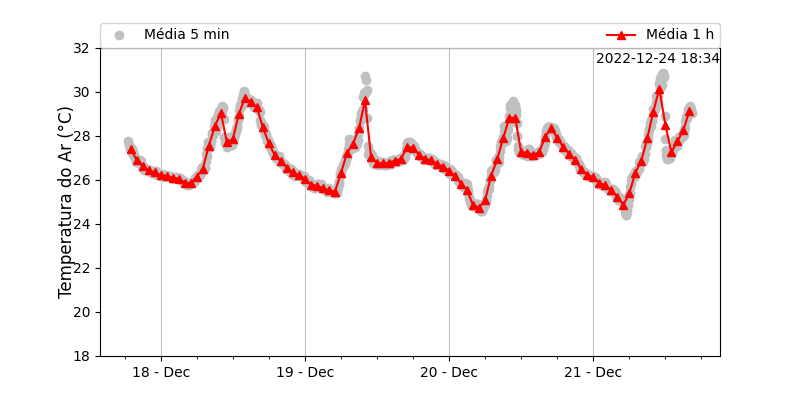 Média 5 min
Média 1 h
2022-12-24 18:34
Temperatura do Ar (°C)
32
30
28
26
24
22
20
18
18 - Dec
19 - Dec
20 - Dec
21 - Dec